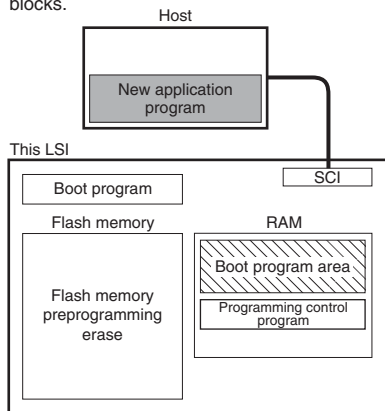 blocks.
Host
New application
program
This LSI
SCI
Boot program
Flash memory
RAM
Boot program area
Flash memory
preprogramming
erase
Programming control
program